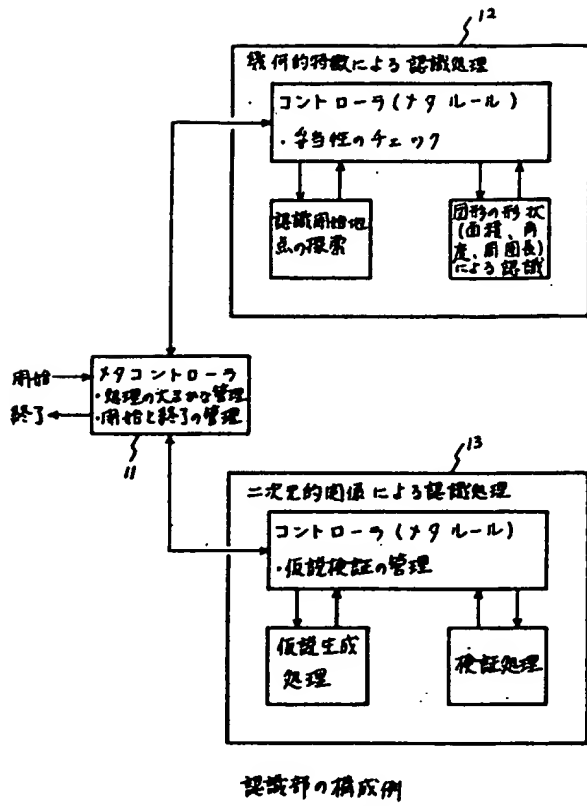 12
幾何的特徴による認識処理
コントローラ(メタルール)
・妥当性のチェック
認識開始地
点の探索
図形の形状
(面積、角
度、周囲長)
による認識
開始
終了
メタコントローラ
・処理の大まかな管理
・開始と終了の管理
11
13
二次元的関係による認識処理
コントローラ(メタルール)
・仮説検証の管理
仮説生成
処理
検証処理
認識部の構成例